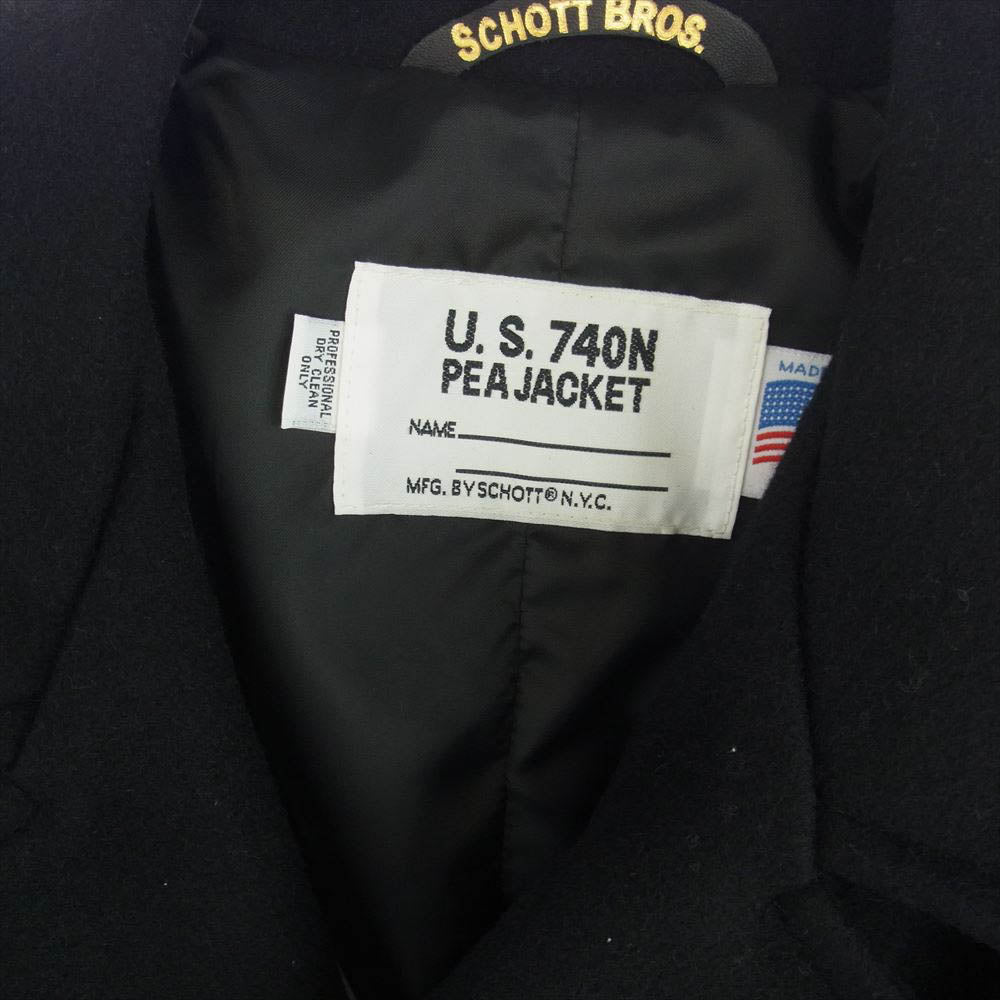 SCHOTT BROS.
U. S. 740N
PEA JACKET
NAME
MFG. BY SCHOTT® N.Y.C.
PROFESSIONAL
DRY CLEAN
ONLY
MADE